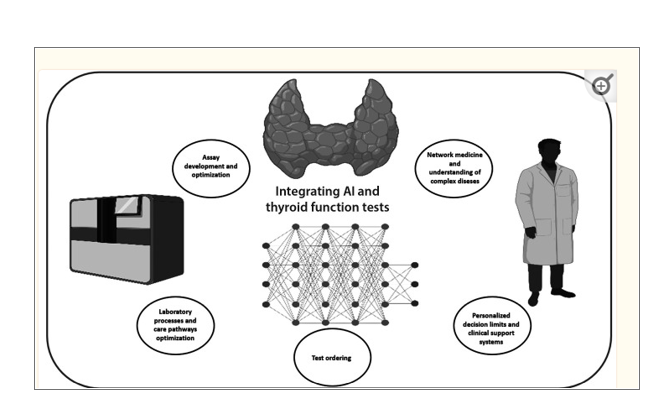 Assay
development and
optimization
Network medicine
and
understanding of
complex diseses
Integrating AI and
thyroid function tests
Laboratory
processes and
care pathways
optimization
Personalized
decision limits and
clinical support
systems
Test ordering